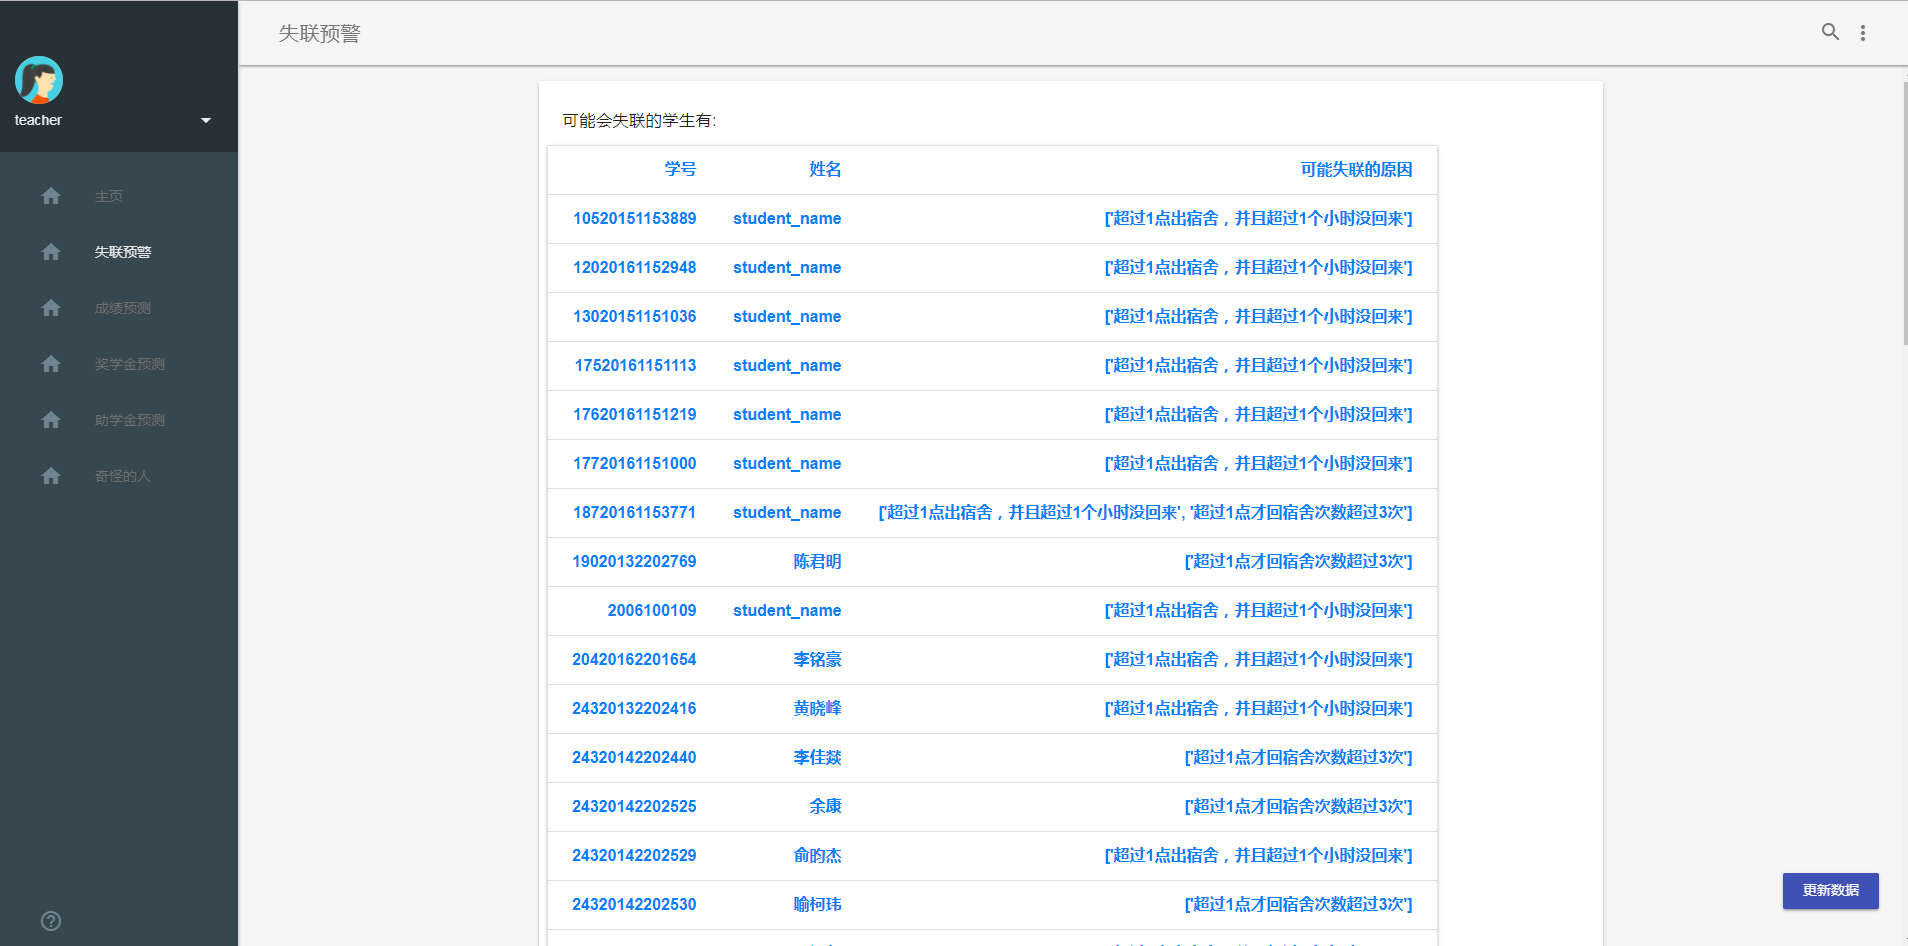 失联预警
teacher
主页
失联预警
成绩预测
奖学金预测
助学金预测
奇怪的人
可能会失联的学生有:
学号 姓名 可能失联的原因
10520151153889 student_name ['超过1点出宿舍，并且超过1个小时没回来']
12020161152948 student_name ['超过1点出宿舍，并且超过1个小时没回来']
13020151151036 student_name ['超过1点出宿舍，并且超过1个小时没回来']
17520161151113 student_name ['超过1点出宿舍，并且超过1个小时没回来']
17620161151219 student_name ['超过1点出宿舍，并且超过1个小时没回来']
17720161151000 student_name ['超过1点出宿舍，并且超过1个小时没回来']
18720161153771 student_name ['超过1点出宿舍，并且超过1个小时没回来', '超过1点才回宿舍次数超过3次']
19020132202769 陈君明 ['超过1点才回宿舍次数超过3次']
2006100109 student_name ['超过1点出宿舍，并且超过1个小时没回来']
20420162201654 李铭豪 ['超过1点出宿舍，并且超过1个小时没回来']
24320132202416 黄晓峰 ['超过1点出宿舍，并且超过1个小时没回来']
24320142202440 李佳燚 ['超过1点才回宿舍次数超过3次']
24320142202525 余康 ['超过1点才回宿舍次数超过3次']
24320142202529 俞昀杰 ['超过1点出宿舍，并且超过1个小时没回来']
24320142202530 喻柯玮 ['超过1点才回宿舍次数超过3次']
更新数据